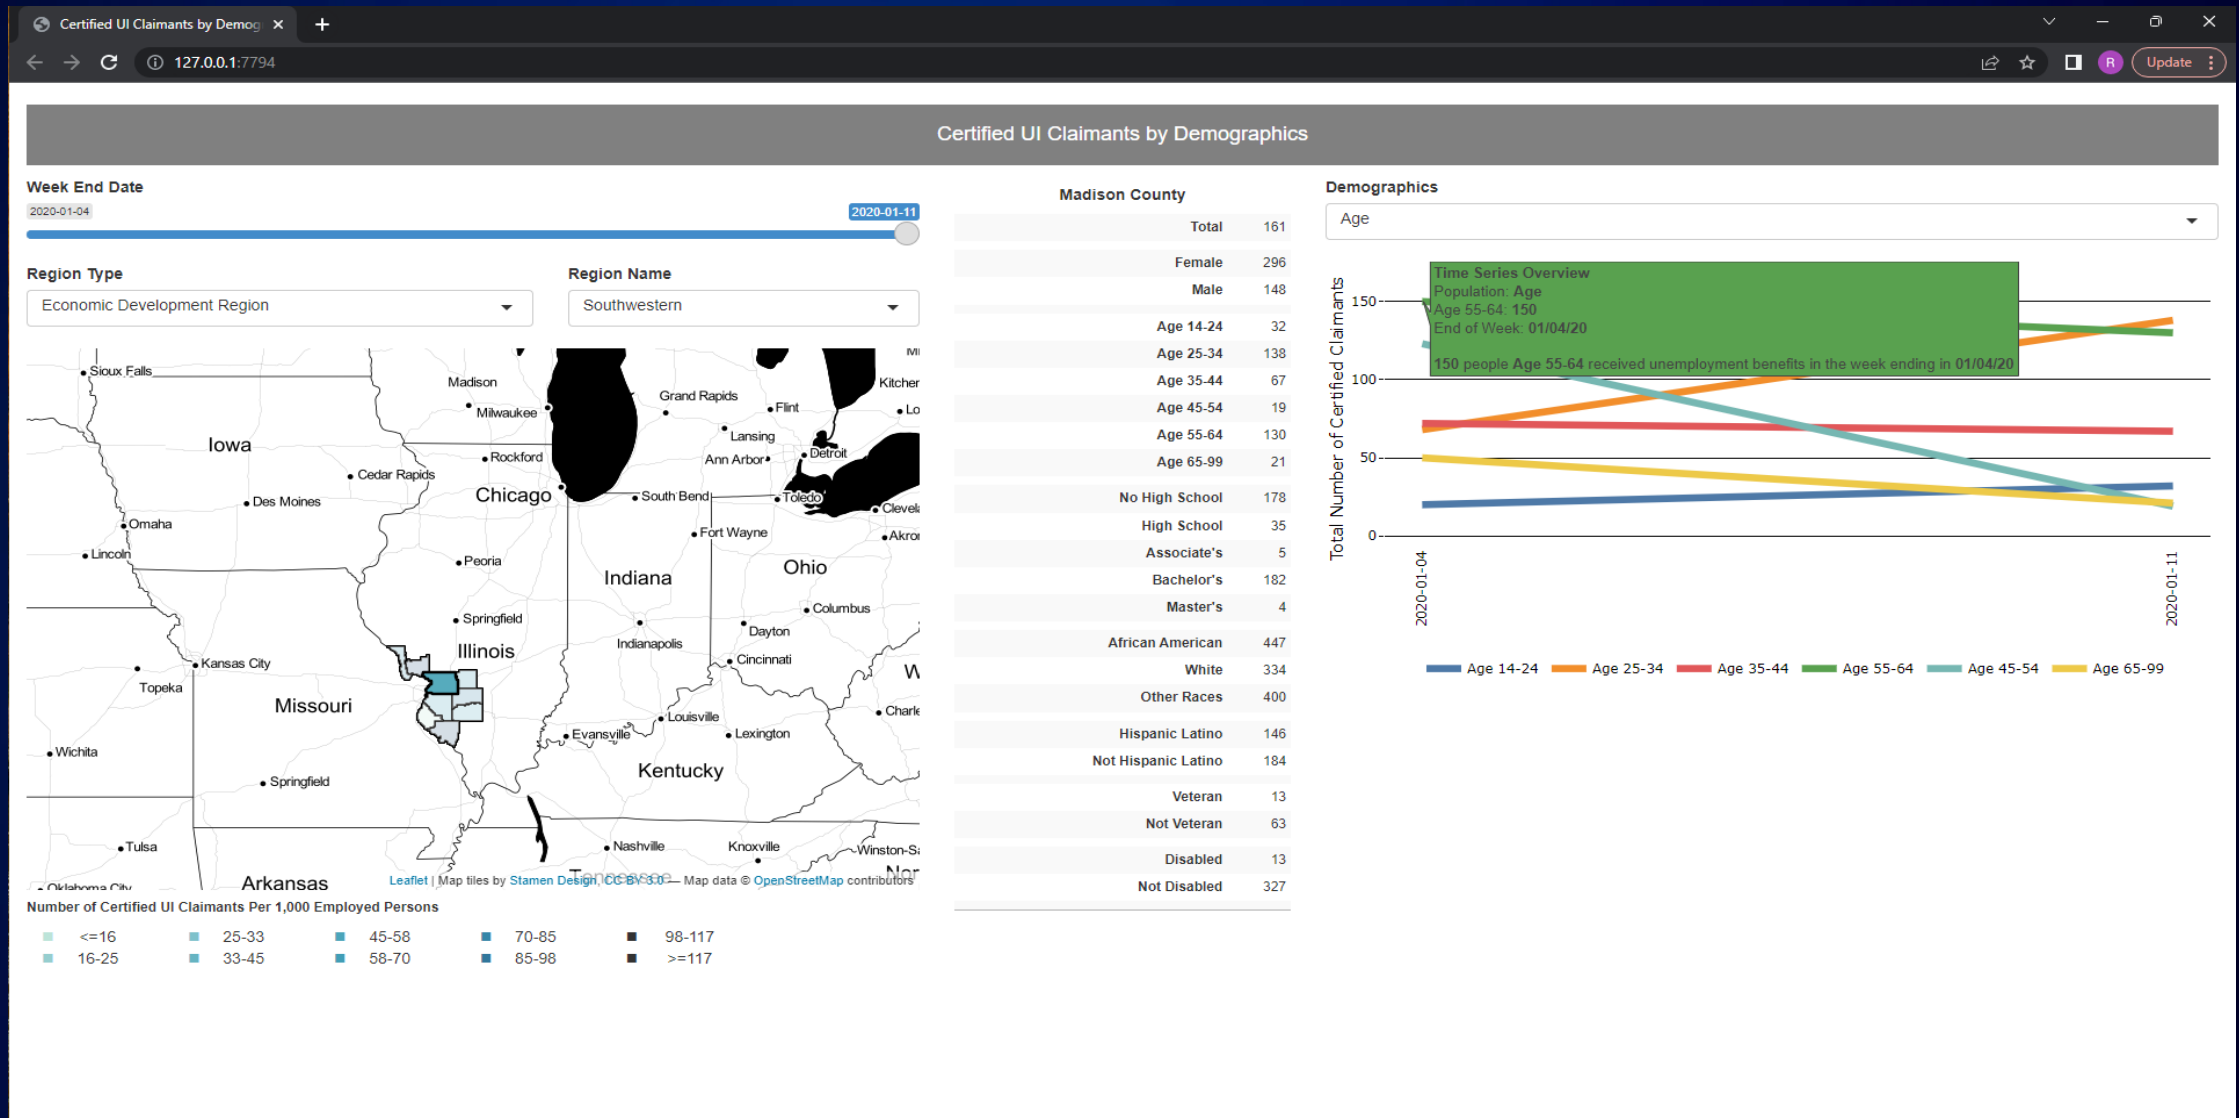 Certified UI Claimants by Demog
127.0.0.1:7794
R
Update
Certified UI Claimants by Demographics
Week End Date
2020-01-04
2020-01-11
Region Type
Region Name
Economic Development Region
Southwestern
Sioux Falls
Madison
Milwaukee
Grand Rapids
Flint
Kitchen
Lo
Lansing
Iowa
Rockford
Ann Arbor
Detroit
Cedar Rapids
Chicago
South Bend
Toledo
Des Moines
Clevela
Omaha
Fort Wayne
Akron
Lincoln
Peoria
Indiana
Ohio
Columbus
Springfield
Dayton
Indianapolis
Illinois
Cincinnati
Kansas City
Topeka
Missouri
W
Louisville
Charle
Evansville
Lexington
Wichita
Kentucky
Springfield
Tulsa
Nashville
Knoxville
Winston-Sa
Oklahoma City
Arkansas
Tennessee
Nor
Leaflet | Map tiles by Stamen Design, CC BY 3.0 — Map data © OpenStreetMap contributors
Number of Certified UI Claimants Per 1,000 Employed Persons
<=16 25-33 45-58 70-85 98-117
16-25 33-45 58-70 85-98 >=117
Madison County
Total 161
Female 296
Male 148
Age 14-24 32
Age 25-34 138
Age 35-44 67
Age 45-54 19
Age 55-64 130
Age 65-99 21
No High School 178
High School 35
Associate's 5
Bachelor's 182
Master's 4
African American 447
White 334
Other Races 400
Hispanic Latino 146
Not Hispanic Latino 184
Veteran 13
Not Veteran 63
Disabled 13
Not Disabled 327
Demographics
Age
Total Number of Certified Claimants
150
100
50
0
Time Series Overview
Population: Age
Age 55-64: 150
End of Week: 01/04/20
150 people Age 55-64 received unemployment benefits in the week ending in 01/04/20
2020-01-04
2020-01-11
Age 14-24 Age 25-34 Age 35-44 Age 55-64 Age 45-54 Age 65-99